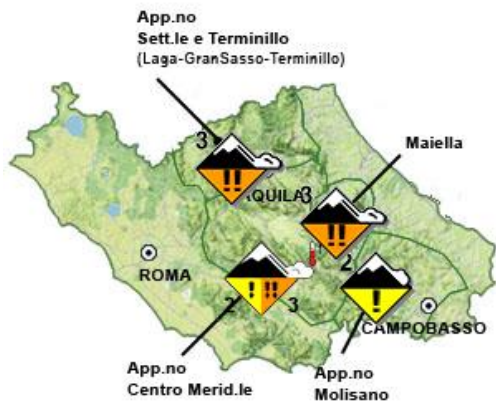 App.no
Sett.le e Terminillo
(Laga-GranSasso-Terminillo)
3
!!
QUILA
Maiella
3
!!
2
ROMA
2
! !!
3
!
CAMPOBASSO
App.no
Centro Merid.le
App.no
Molisano